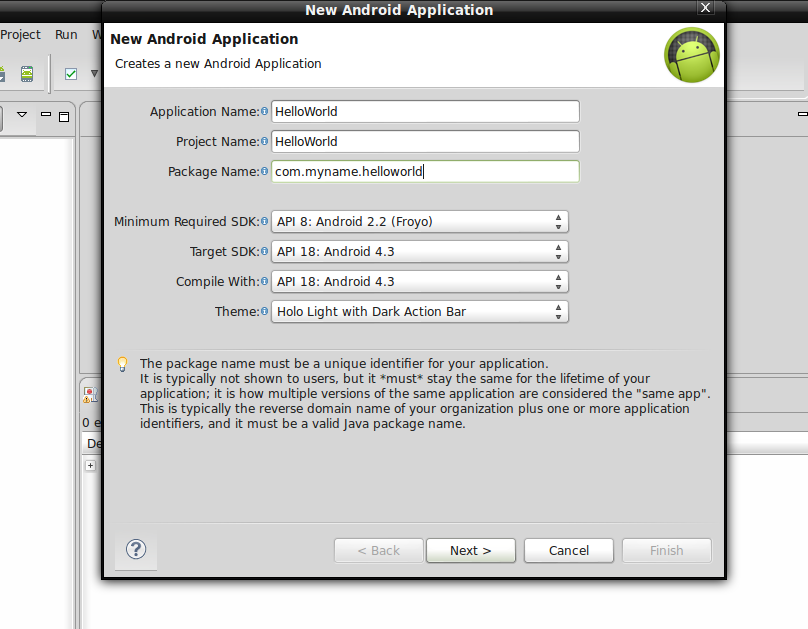 New Android Application
Project Run W
New Android Application
Creates a new Android Application
Application Name: HelloWorld
Project Name: HelloWorld
Package Name: com.myname.helloworld
Minimum Required SDK: API 8: Android 2.2 (Froyo)
Target SDK: API 18: Android 4.3
Compile With: API 18: Android 4.3
Theme: Holo Light with Dark Action Bar
The package name must be a unique identifier for your application.
It is typically not shown to users, but it *must* stay the same for the lifetime of your
application; it is how multiple versions of the same application are considered the "same app".
This is typically the reverse domain name of your organization plus one or more application
identifiers, and it must be a valid Java package name.
0 e
De
< Back Next > Cancel Finish